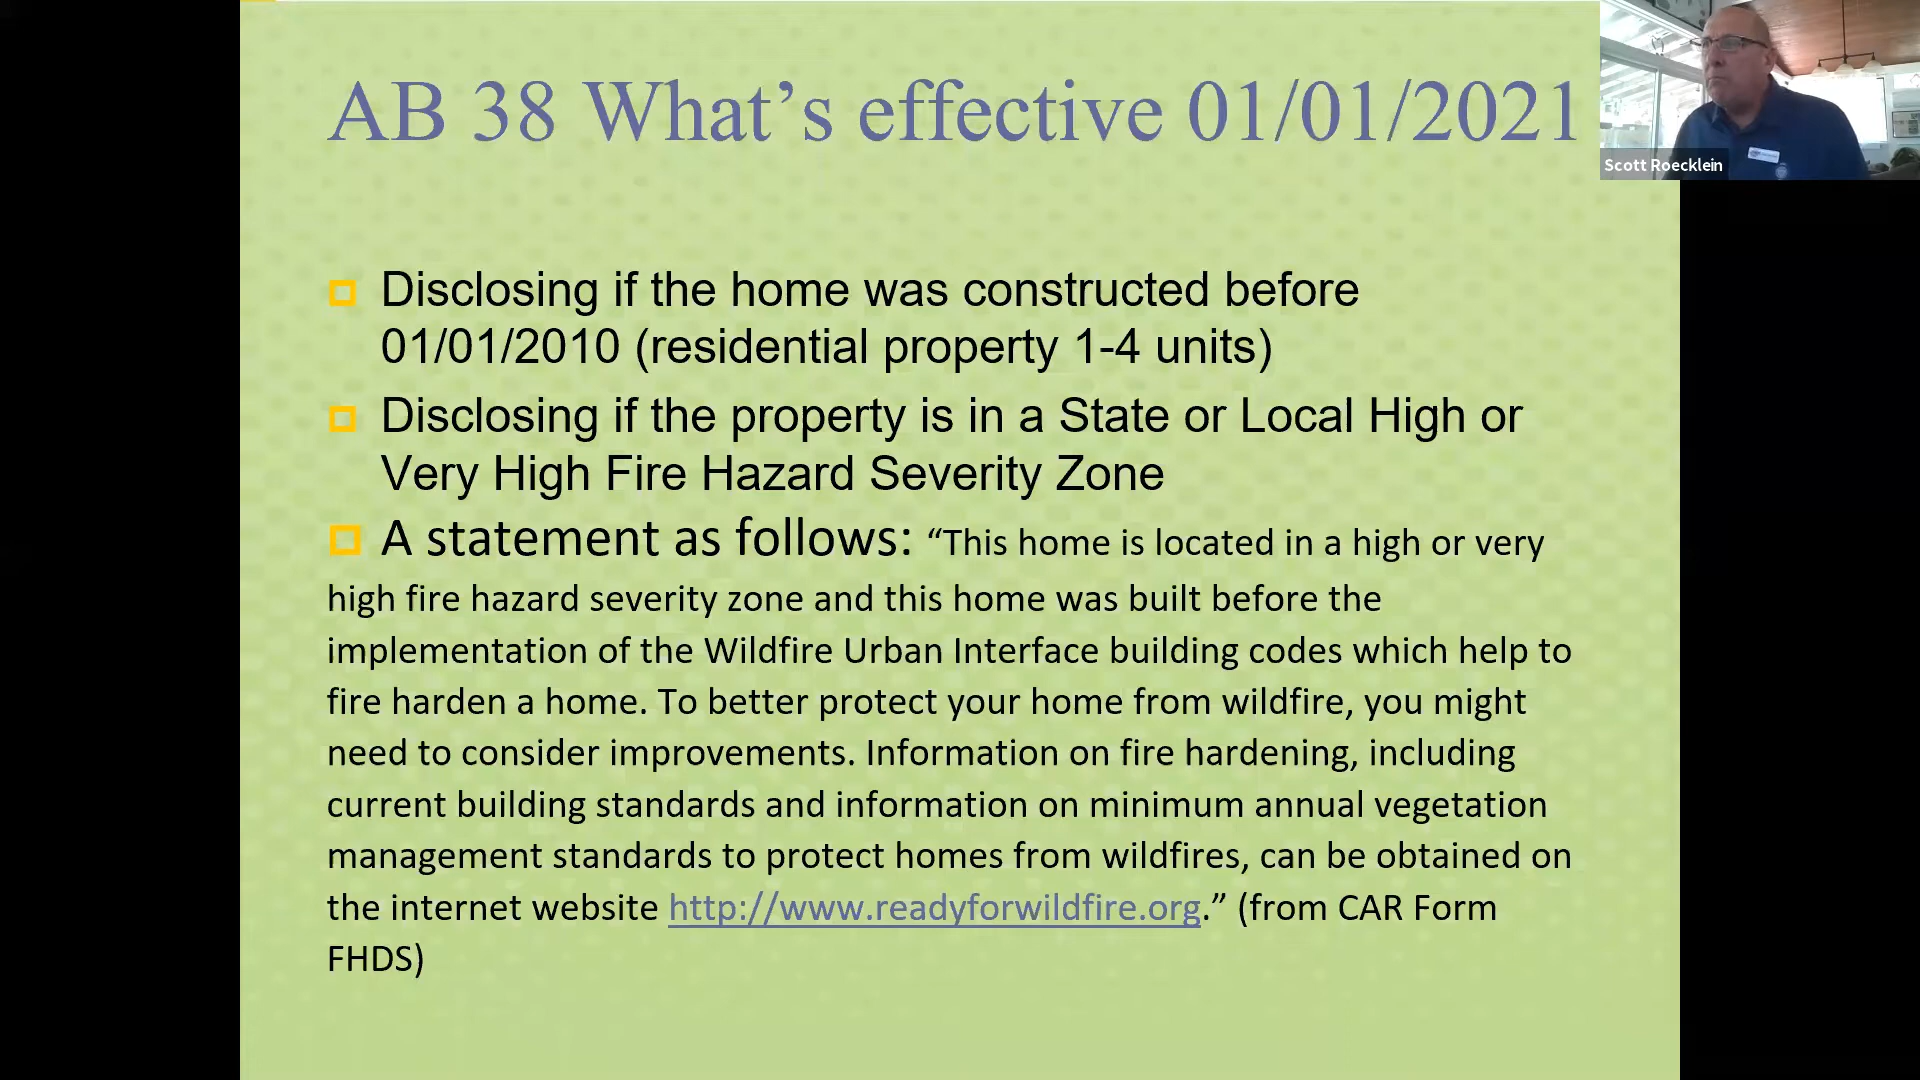 AB 38 What’s effective 01/01/2021
Scott Roecklein
Disclosing if the home was constructed before
01/01/2010 (residential property 1-4 units)
Disclosing if the property is in a State or Local High or
Very High Fire Hazard Severity Zone
A statement as follows: “This home is located in a high or very
high fire hazard severity zone and this home was built before the
implementation of the Wildfire Urban Interface building codes which help to
fire harden a home. To better protect your home from wildfire, you might
need to consider improvements. Information on fire hardening, including
current building standards and information on minimum annual vegetation
management standards to protect homes from wildfires, can be obtained on
the internet website http://www.readyforwildfire.org.” (from CAR Form
FHDS)